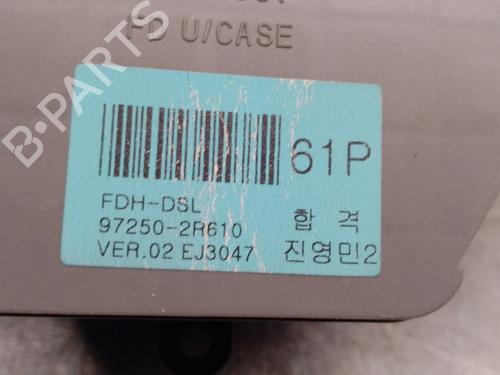 FD U/CASE
61P
FDH-DSL
97250-2R610
VER.02 EJ3047
합격
진영민2
B-PARTS